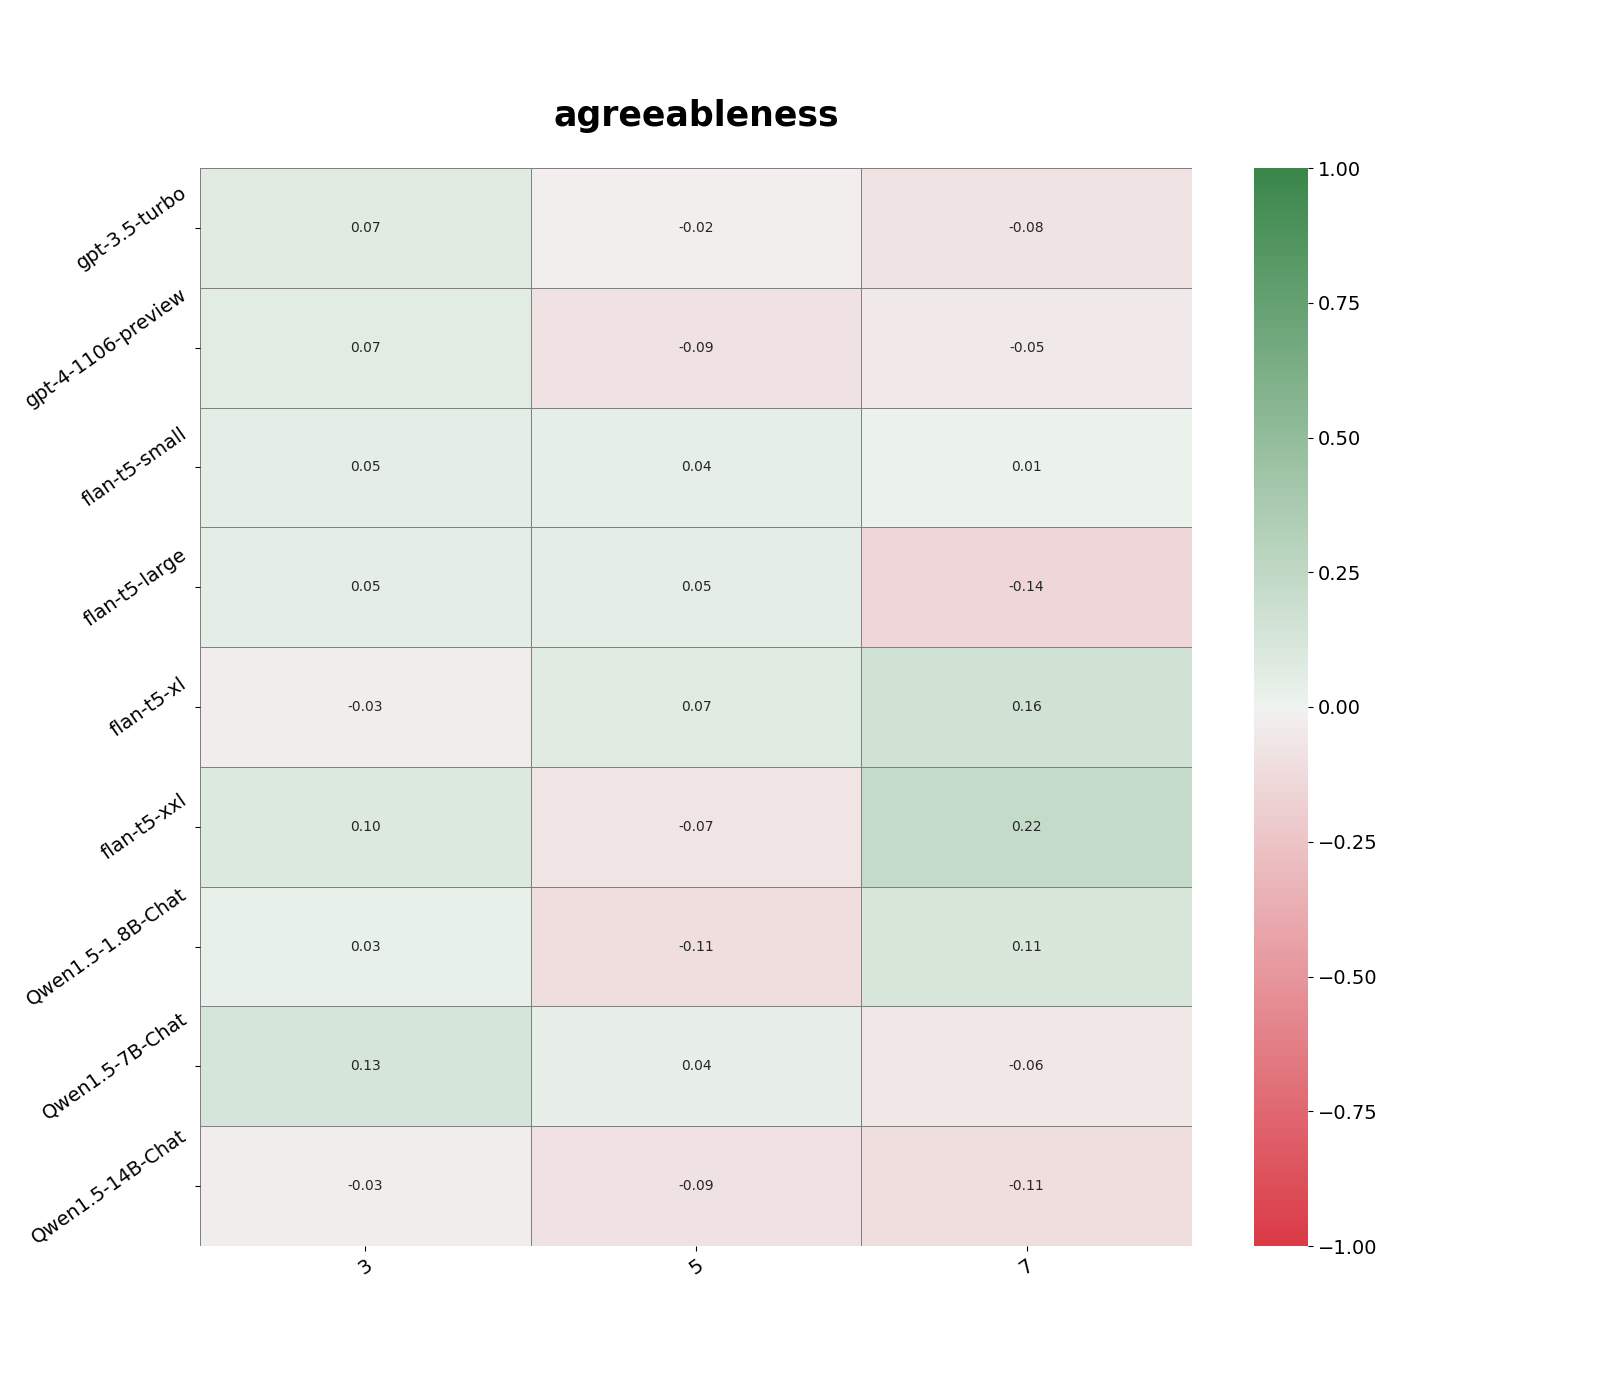 agreeableness
gpt-3.5-turbo 0.07 -0.02 -0.08
gpt-4-1106-preview 0.07 -0.09 -0.05
flan-t5-small 0.05 0.04 0.01
flan-t5-large 0.05 0.05 -0.14
flan-t5-xl -0.03 0.07 0.16
flan-t5-xxl 0.10 -0.07 0.22
Qwen1.5-1.8B-Chat 0.03 -0.11 0.11
Qwen1.5-7B-Chat 0.13 0.04 -0.06
Qwen1.5-14B-Chat -0.03 -0.09 -0.11
3 5 7
1.00
0.75
0.50
0.25
0.00
−0.25
−0.50
−0.75
−1.00